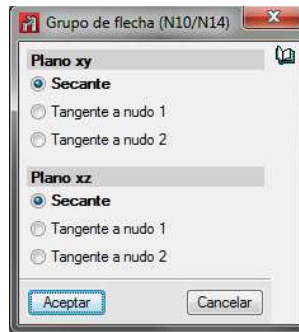 Grupo de flecha (N10/N14)
Plano xy
Secante
Tangente a nudo 1
Tangente a nudo 2
Plano xz
Secante
Tangente a nudo 1
Tangente a nudo 2
Aceptar Cancelar